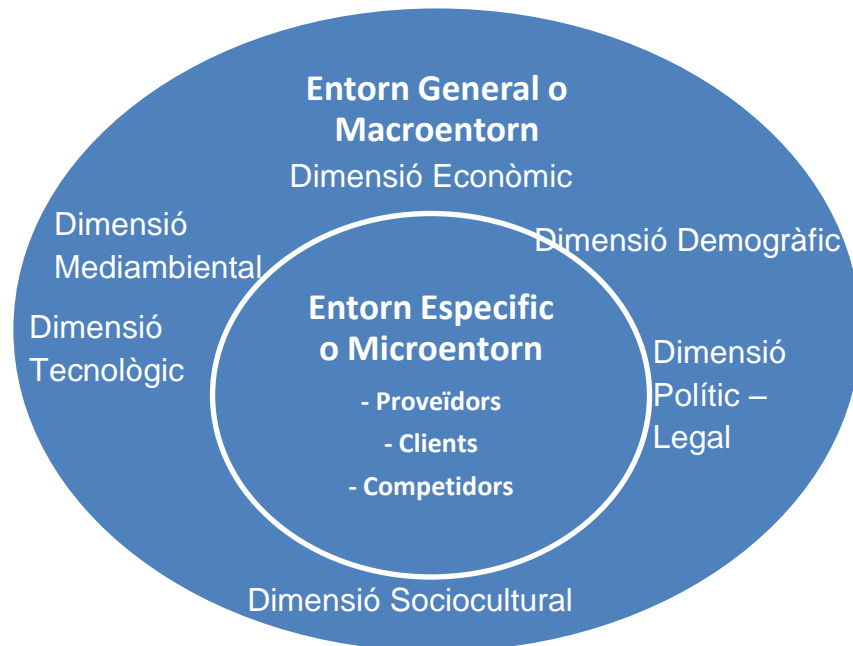 Entorn General o
Macroentorn
Dimensió Econòmic
Dimensió
Mediambiental
Dimensió Demogràfic
Dimensió
Tecnològic
Entorn Especific
o Microentorn
- Proveïdors
- Clients
- Competidors
Dimensió
Polític –
Legal
Dimensió Sociocultural